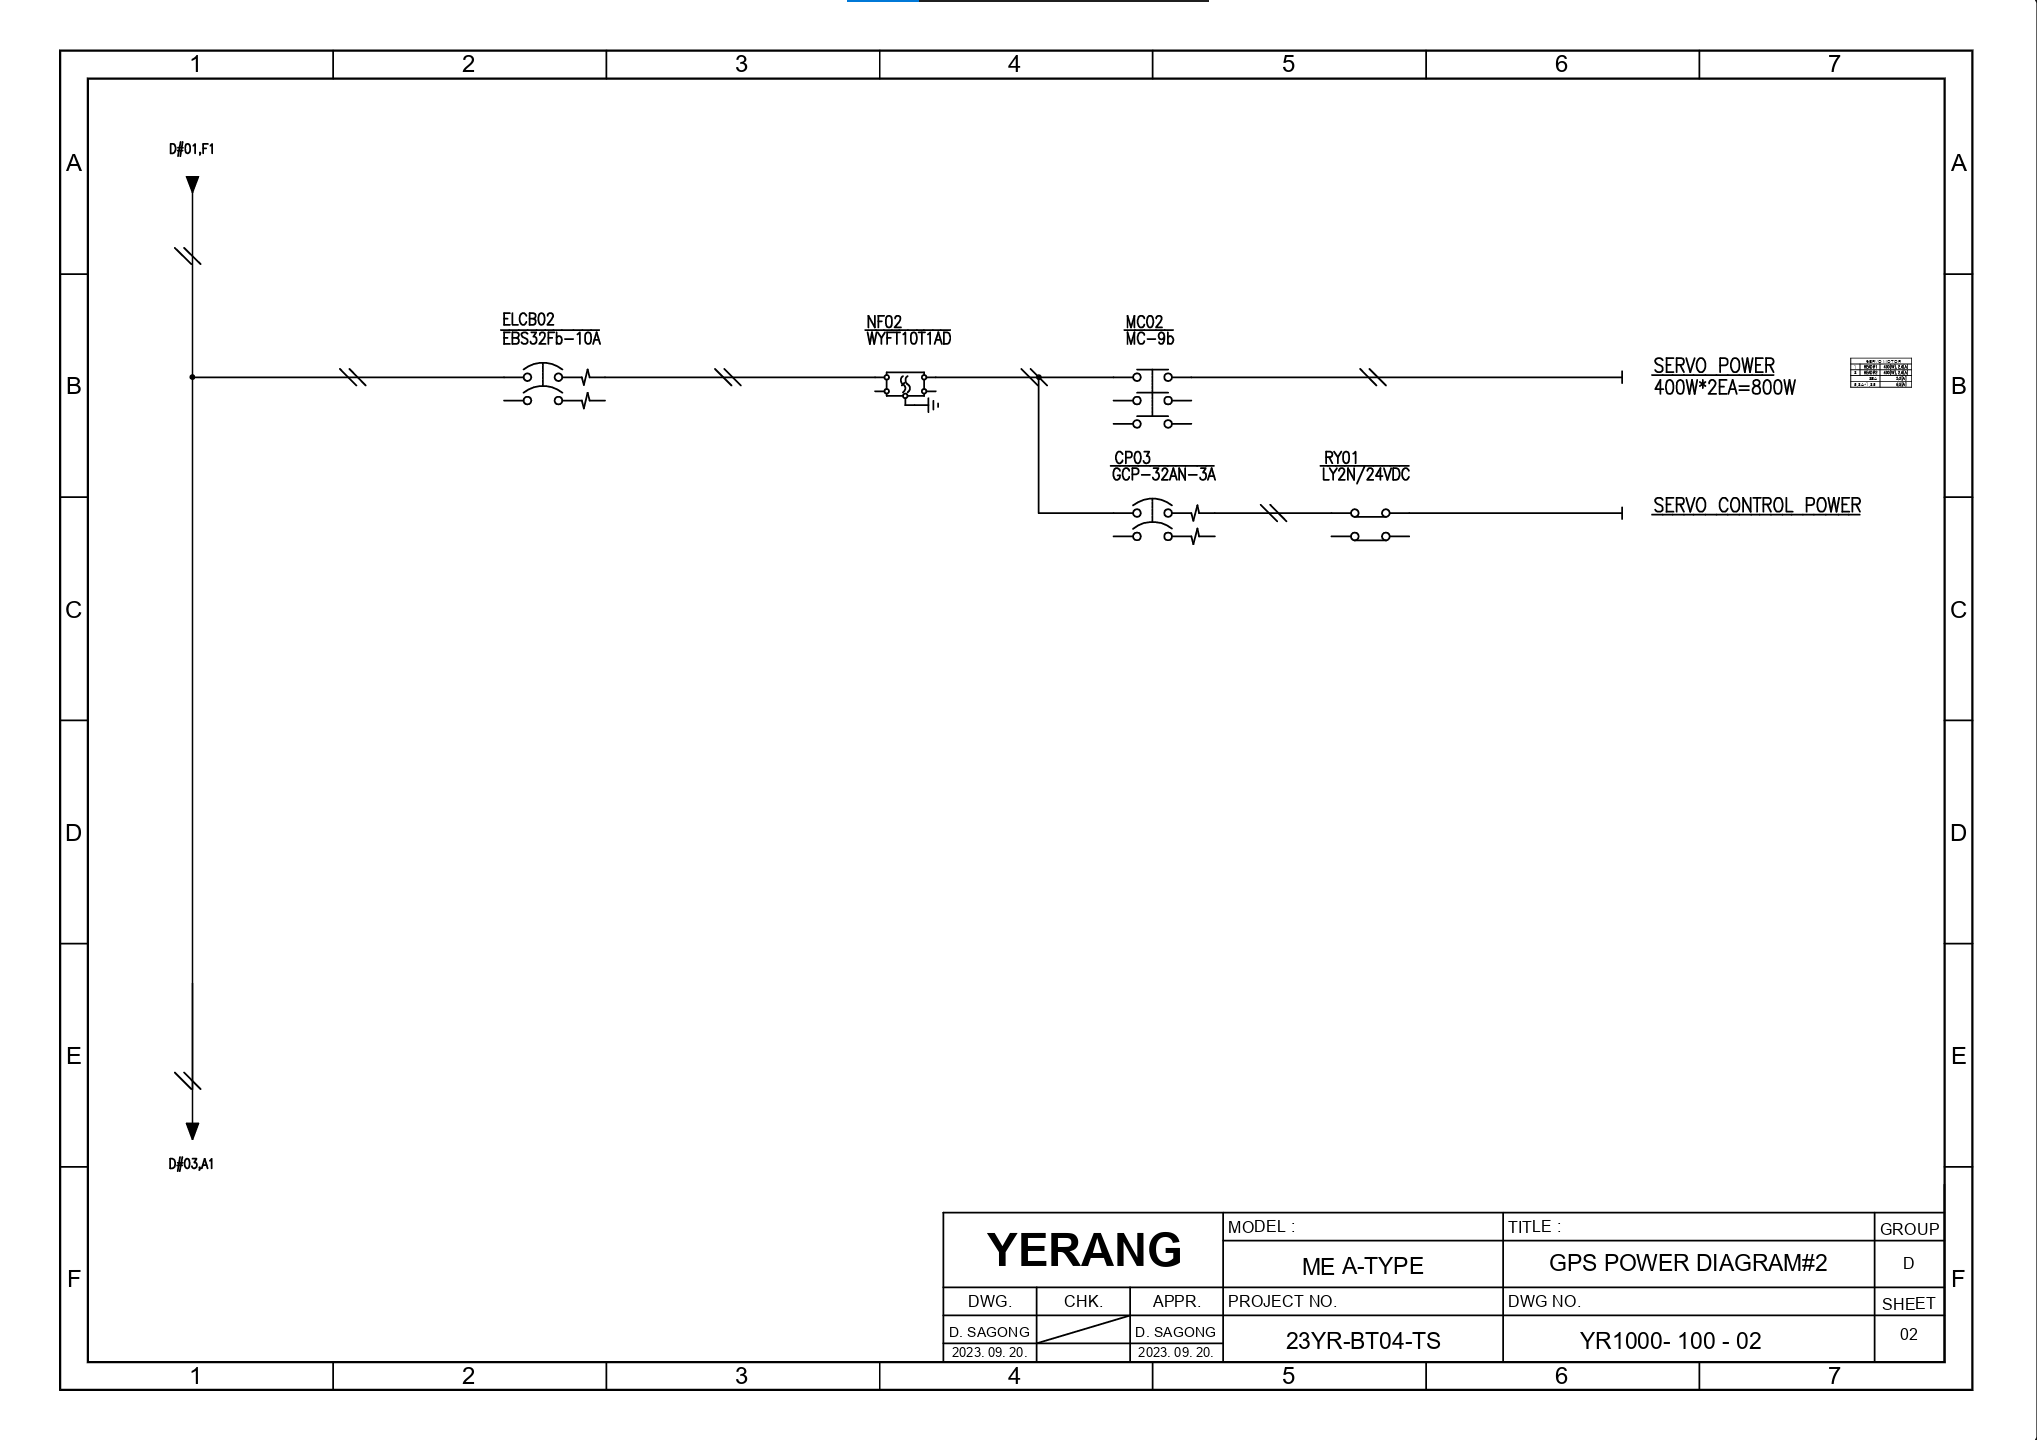 1 2 3 4 5 6 7
A A
D#01,F1
B B
ELCB02
EBS32Fb-10A
NF02
WYFT10T1AD
MC02
MC-9b
SERVO POWER
400W*2EA=800W
SERVO MOTOR
CP03
GCP-32AN-3A
RY01
LY2N/24VDC
SERVO CONTROL POWER
C C
D D
E E
D#03,A1
F F
YERANG
MODEL :
ME A-TYPE
TITLE :
GPS POWER DIAGRAM#2
GROUP
D
DWG. CHK. APPR.
D. SAGONG D. SAGONG
2023. 09. 20. 2023. 09. 20.
PROJECT NO.
23YR-BT04-TS
DWG NO.
YR1000- 100 - 02
SHEET
02
1 2 3 4 5 6 7